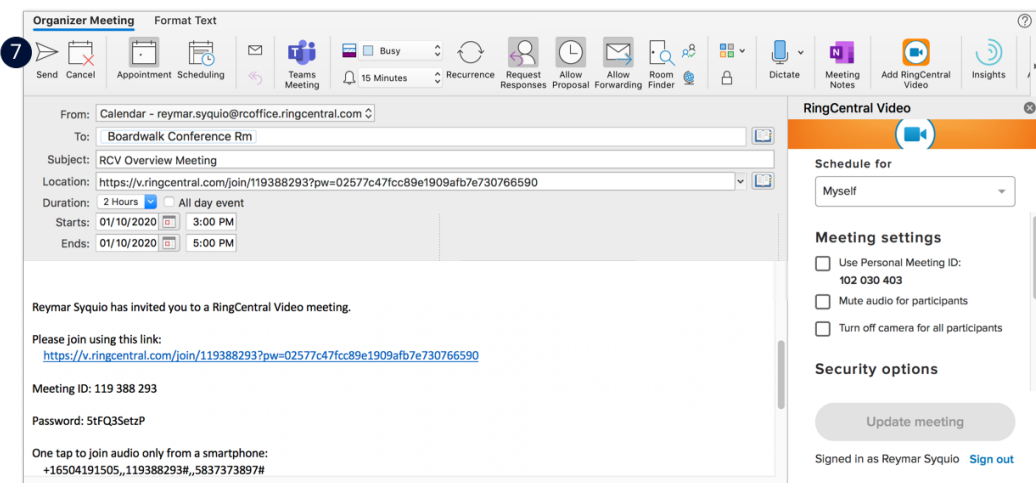 Organizer Meeting Format Text
7
Send Cancel Appointment Scheduling Teams Meeting Busy 15 Minutes Recurrence Request Responses Allow Proposal Allow Forwarding Room Finder Dictate Meeting Notes Add RingCentral Video Insights
From: Calendar - reymar.syquio@rcoffice.ringcentral.com
To: Boardwalk Conference Rm
Subject: RCV Overview Meeting
Location: https://v.ringcentral.com/join/119388293?pw=02577c47fcc89e1909afb7e730766590
Duration: 2 Hours All day event
Starts: 01/10/2020 3:00 PM
Ends: 01/10/2020 5:00 PM
Reymar Syquio has invited you to a RingCentral Video meeting.
Please join using this link:
https://v.ringcentral.com/join/119388293?pw=02577c47fcc89e1909afb7e730766590
Meeting ID: 119 388 293
Password: 5tFQ3SetzP
One tap to join audio only from a smartphone:
+16504191505,,119388293#,,5837373897#
RingCentral Video
Schedule for
Myself
Meeting settings
Use Personal Meeting ID:
102 030 403
Mute audio for participants
Turn off camera for all participants
Security options
Update meeting
Signed in as Reymar Syquio Sign out